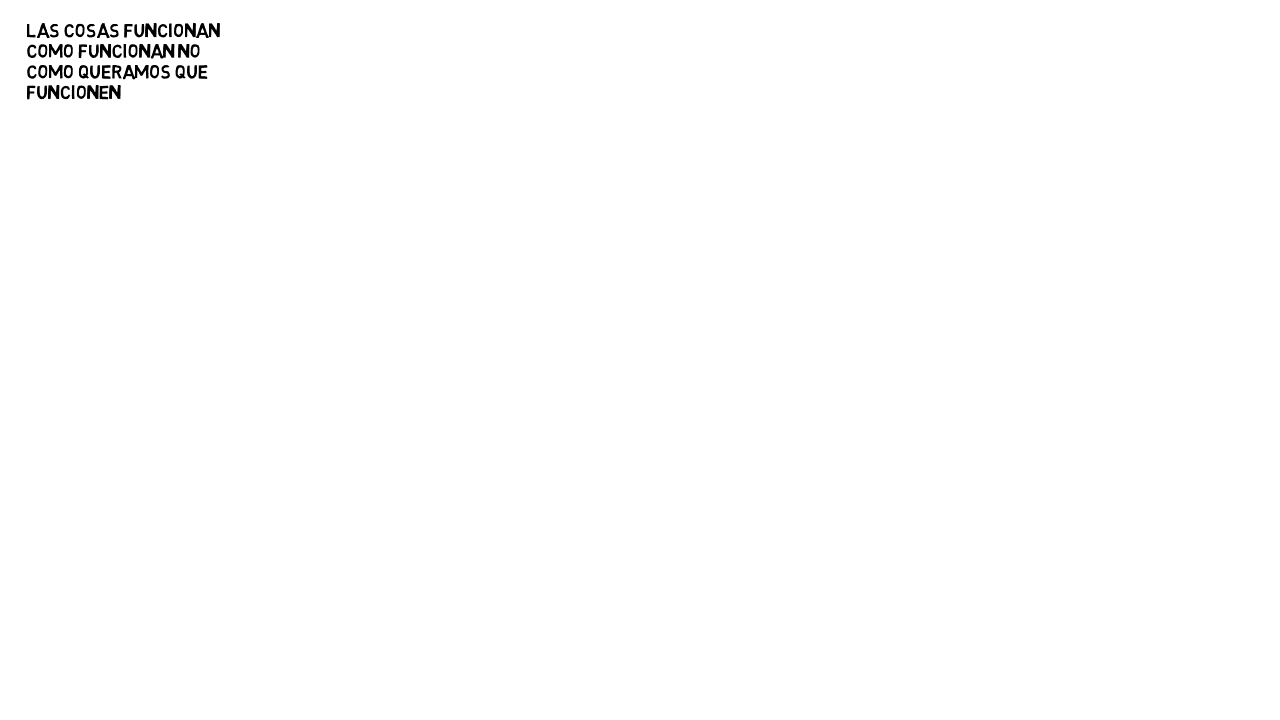 LAS COSAS FUNCIONAN
COMO FUNCIONAN NO
COMO QUERAMOS QUE
FUNCIONEN